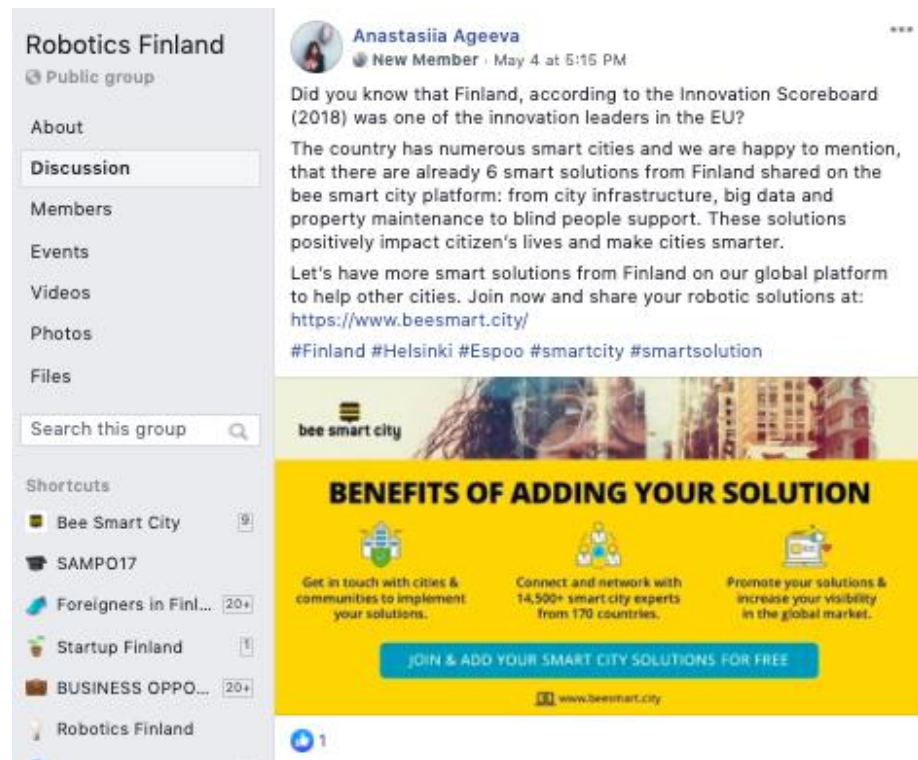 Robotics Finland
Public group
About
Discussion
Members
Events
Videos
Photos
Files
Search this group
Shortcuts
Bee Smart City 9
SAMPO17
Foreigners in Finl... 20+
Startup Finland 1
BUSINESS OPPO... 20+
Robotics Finland
Anastasiia Ageeva
New Member · May 4 at 5:15 PM
Did you know that Finland, according to the Innovation Scoreboard
(2018) was one of the innovation leaders in the EU?
The country has numerous smart cities and we are happy to mention,
that there are already 6 smart solutions from Finland shared on the
bee smart city platform: from city infrastructure, big data and
property maintenance to blind people support. These solutions
positively impact citizen's lives and make cities smarter.
Let's have more smart solutions from Finland on our global platform
to help other cities. Join now and share your robotic solutions at:
https://www.beesmart.city/
#Finland #Helsinki #Espoo #smartcity #smartsolution
bee smart city
BENEFITS OF ADDING YOUR SOLUTION
Get in touch with cities &
communities to implement
your solutions.
Connect and network with
14,500+ smart city experts
from 170 countries.
Promote your solutions &
increase your visibility
in the global market.
JOIN & ADD YOUR SMART CITY SOLUTIONS FOR FREE
www.beesmart.city
1